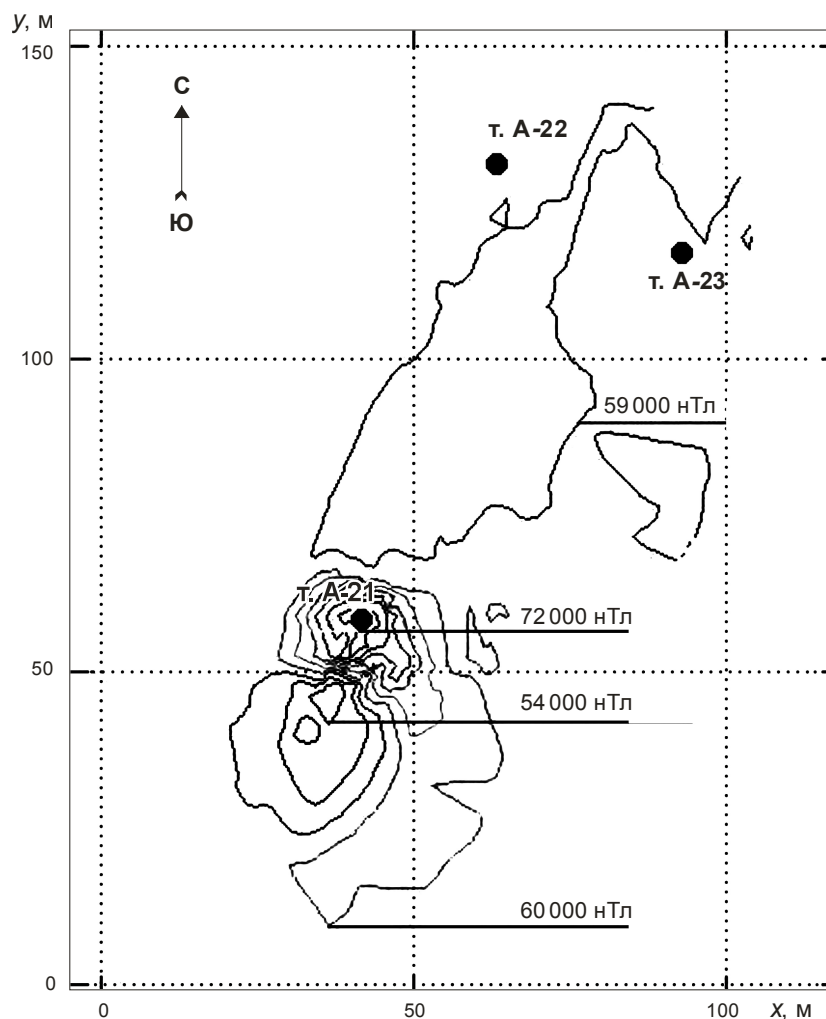 y, м
150
С
Ю
т. А-22
т. А-23
100
59 000 нТл
т. А-21
72 000 нТл
50
54 000 нТл
60 000 нТл
0
0 50 100 x, м